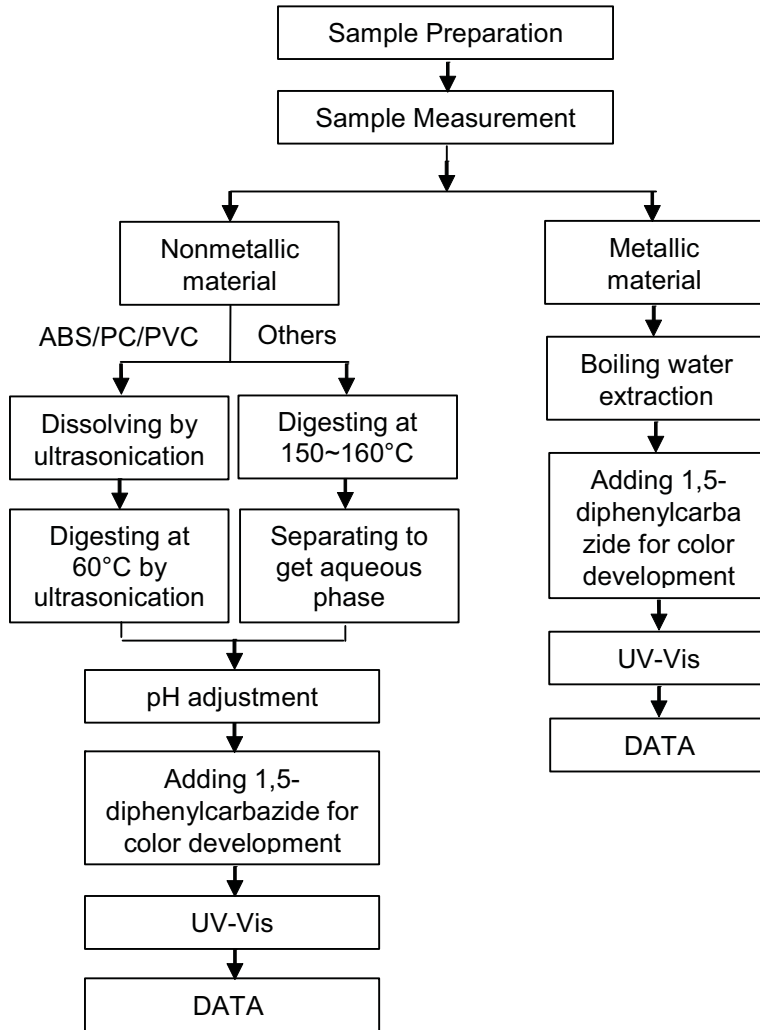 Sample Preparation
Sample Measurement
Nonmetallic
material
ABS/PC/PVC
Others
Dissolving by
ultrasonication
Digesting at
150~160°C
Digesting at
60°C by
ultrasonication
Separating to
get aqueous
phase
pH adjustment
Adding 1,5-
diphenylcarbazide for
color development
UV-Vis
DATA
Metallic
material
Boiling water
extraction
Adding 1,5-
diphenylcarba
zide for color
development
UV-Vis
DATA